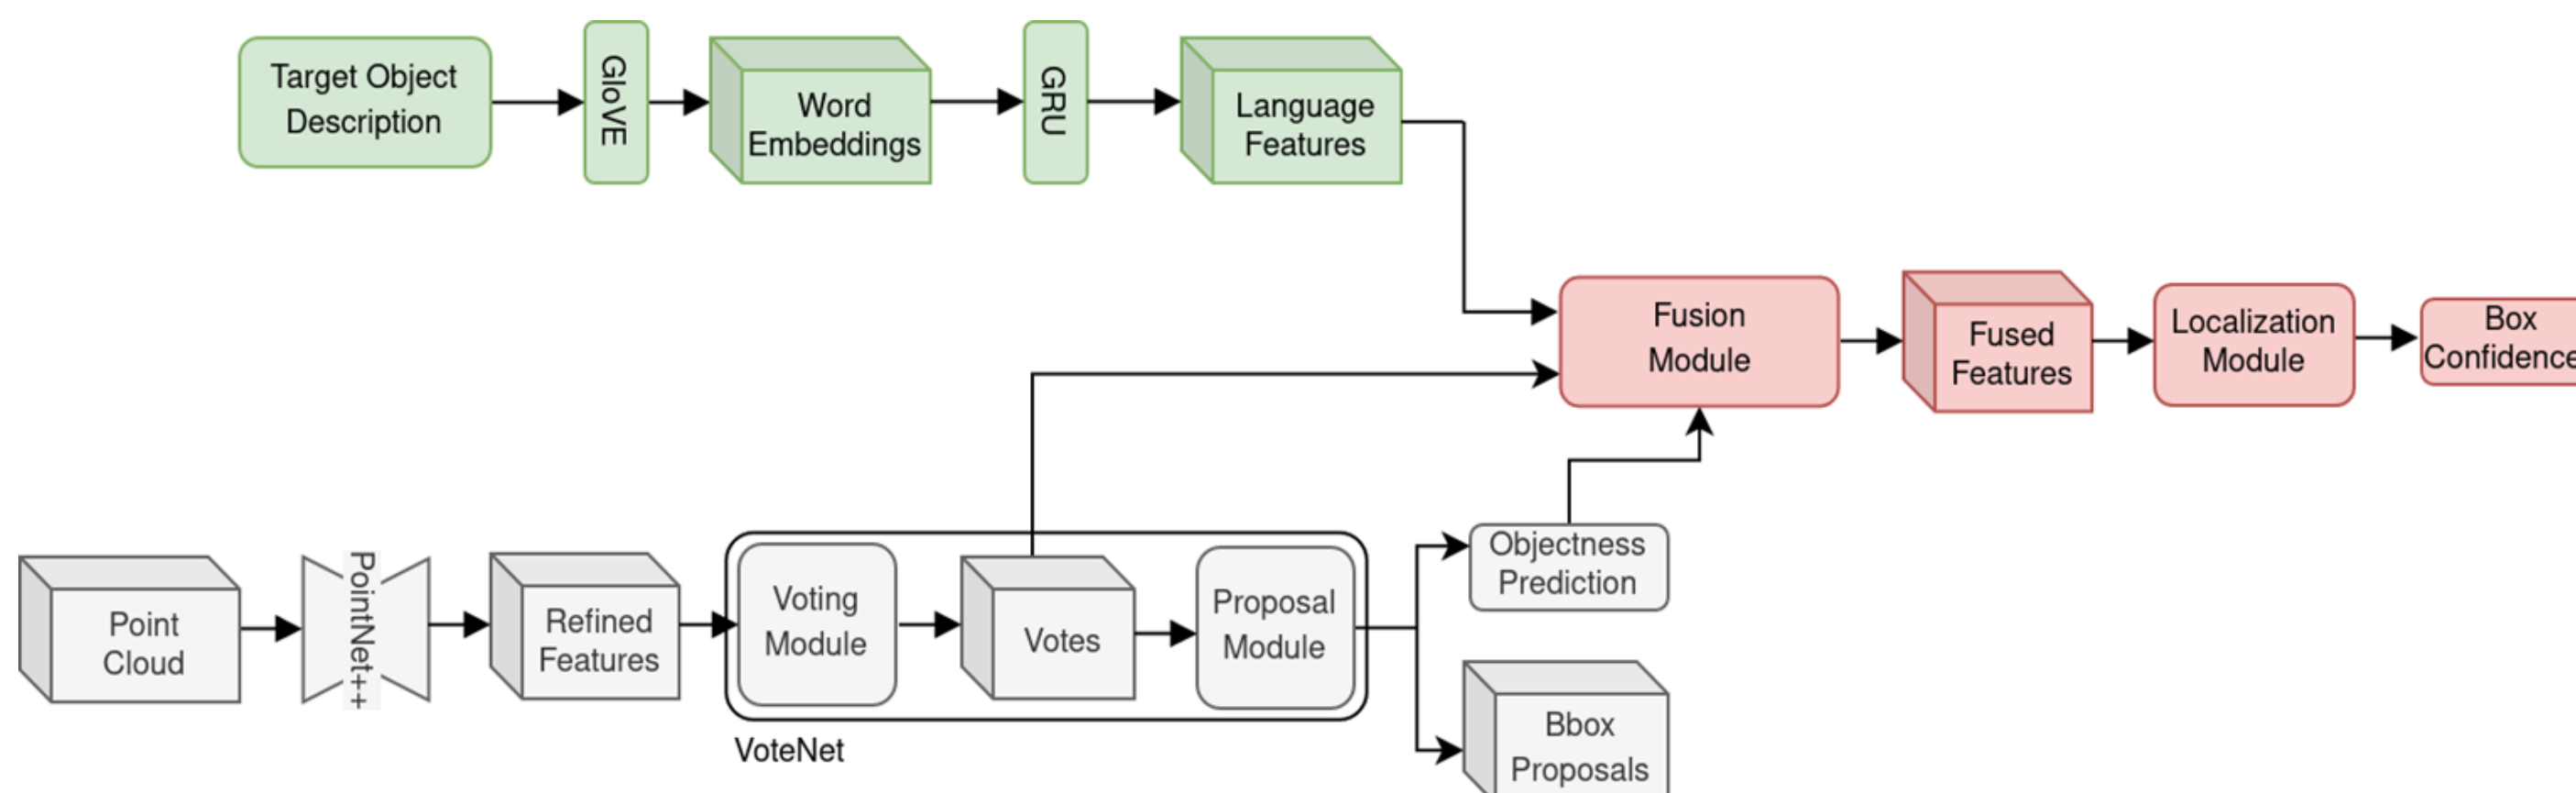 Target Object
Description
GloVE
Word
Embeddings
GRU
Language
Features
Fusion
Module
Fused
Features
Localization
Module
Box
Confidence
Point
Cloud
PointNet++
Refined
Features
Voting
Module
Votes
Proposal
Module
VoteNet
Objectness
Prediction
Bbox
Proposals